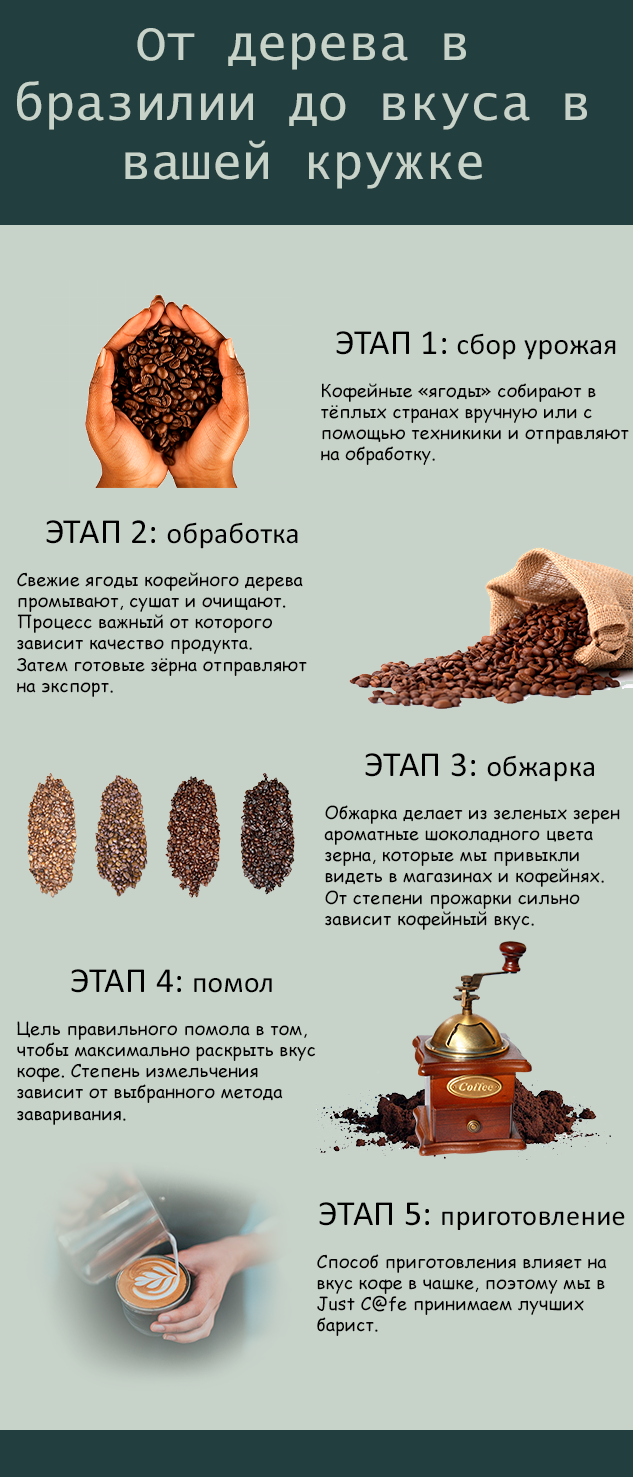 От дерева в
бразилии до вкуса в
вашей кружке
ЭТАП 1: сбор урожая
Кофейные «ягоды» собирают в
тёплых странах вручную или с
помощью техникики и отправляют
на обработку.
ЭТАП 2: обработка
Свежие ягоды кофейного дерева
промывают, сушат и очищают.
Процесс важный от которого
зависит качество продукта.
Затем готовые зёрна отправляют
на экспорт.
ЭТАП 3: обжарка
Обжарка делает из зеленых зерен
ароматные шоколадного цвета
зерна, которые мы привыкли
видеть в магазинах и кофейнях.
От степени прожарки сильно
зависит кофейный вкус.
ЭТАП 4: помол
Цель правильного помола в том,
чтобы максимально раскрыть вкус
кофе. Степень измельчения
зависит от выбранного метода
заваривания.
Coffee
ЭТАП 5: приготовление
Способ приготовления влияет на
вкус кофе в чашке, поэтому мы в
Just C@fe принимаем лучших
барист.